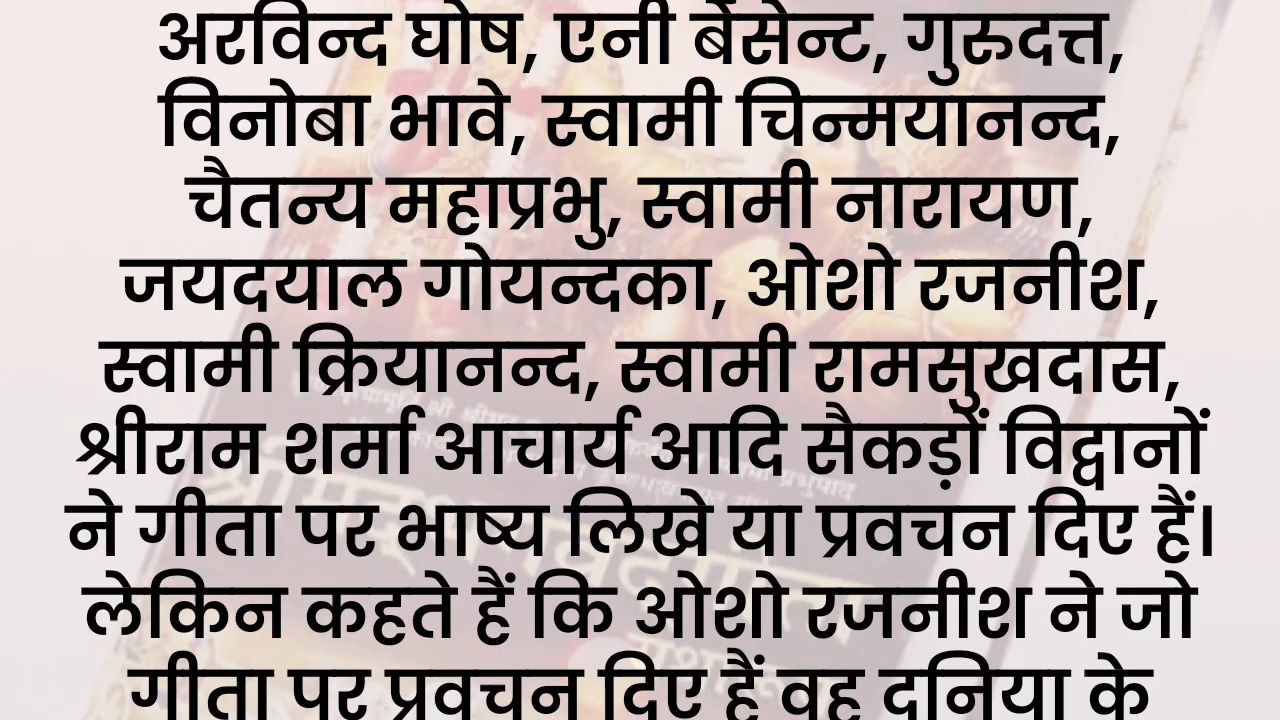 अरविन्द घोष, एनी बेंसेन्ट, गुरुदत्त,
विनोबा भावे, स्वामी चिन्मयानन्द,
चैतन्य महाप्रभु, स्वामी नारायण,
जयदयाल गोयन्दका, ओशो रजनीश,
स्वामी क्रियानन्द, स्वामी रामसुखदास,
श्रीराम शर्मा आचार्य आदि सैकड़ों विद्वानों
ने गीता पर भाष्य लिखे या प्रवचन दिए हैं।
लेकिन कहते हैं कि ओशो रजनीश ने जो
गीता पर प्रवचन दिए हैं वह दुनिया के